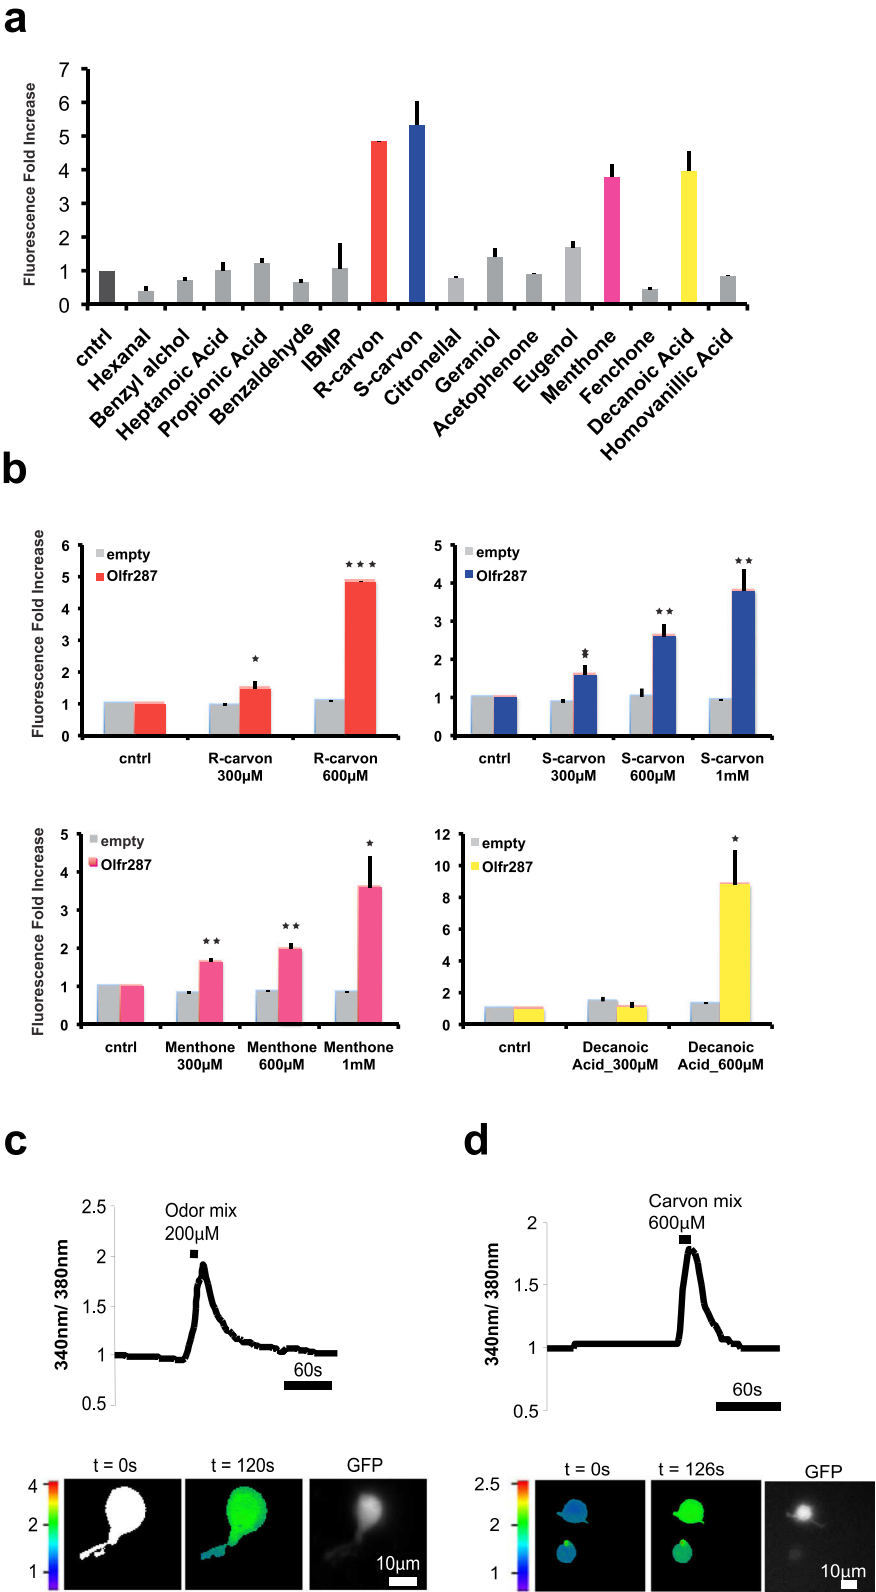 a
Fluorescence Fold Increase
7
6
5
4
3
2
1
0
cntrl
Hexanal
Benzyl alchol
Heptanoic Acid
Propionic Acid
Benzaldehyde
IBMP
R-carvon
S-carvon
Citronellal
Geraniol
Acetophenone
Eugenol
Menthone
Fenchone
Decanoic Acid
Homovanillic Acid
b
Fluorescence Fold Increase
6
5
4
3
2
1
0
empty
Olfr287
★
★ ★ ★
cntrl
R-carvon
300µM
R-carvon
600µM
5
4
3
2
1
0
empty
Olfr287
★
★
★ ★
★ ★
cntrl
S-carvon
300µM
S-carvon
600µM
S-carvon
1mM
Fluorescence Fold Increase
5
4
3
2
1
0
empty
Olfr287
★ ★
★ ★
★
cntrl
Menthone
300µM
Menthone
600µM
Menthone
1mM
12
10
8
6
4
2
0
empty
Olfr287
★
cntrl
Decanoic
Acid_300µM
Decanoic
Acid_600µM
c
340nm/ 380nm
2.5
2
1.5
1
0.5
Odor mix
200µM
60s
t = 0s
t = 120s
GFP
4
2
1
10µm
d
340nm/ 380nm
2
1.5
1
0.5
Carvon mix
600µM
60s
t = 0s
t = 126s
GFP
2.5
2
1
10µm